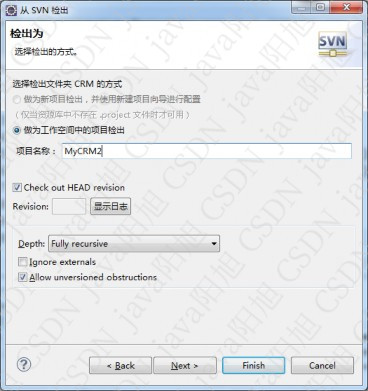 从 SVN 检出
检出为
选择检出的方式。
SVN
选择检出文件夹 CRM 的方式
做为新项目检出，并使用新建项目向导进行配置
(仅当资源库中不存在 .project 文件时才可用)
做为工作空间中的项目检出
项目名称： MyCRM2
Check out HEAD revision
Revision: 显示日志
Depth: Fully recursive
Ignore externals
Allow unversioned obstructions
? < Back Next > Finish Cancel
CSDN java阳旭